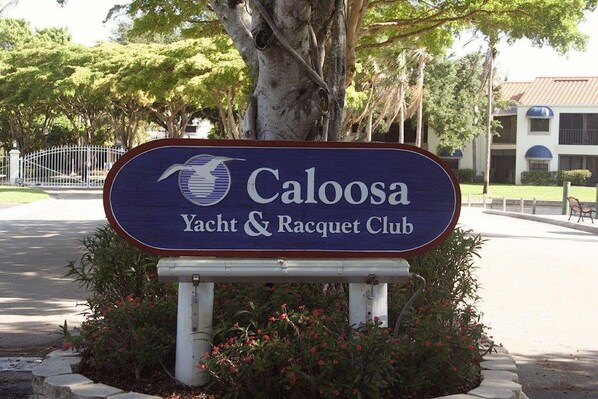 Caloosa
Yacht & Racquet Club